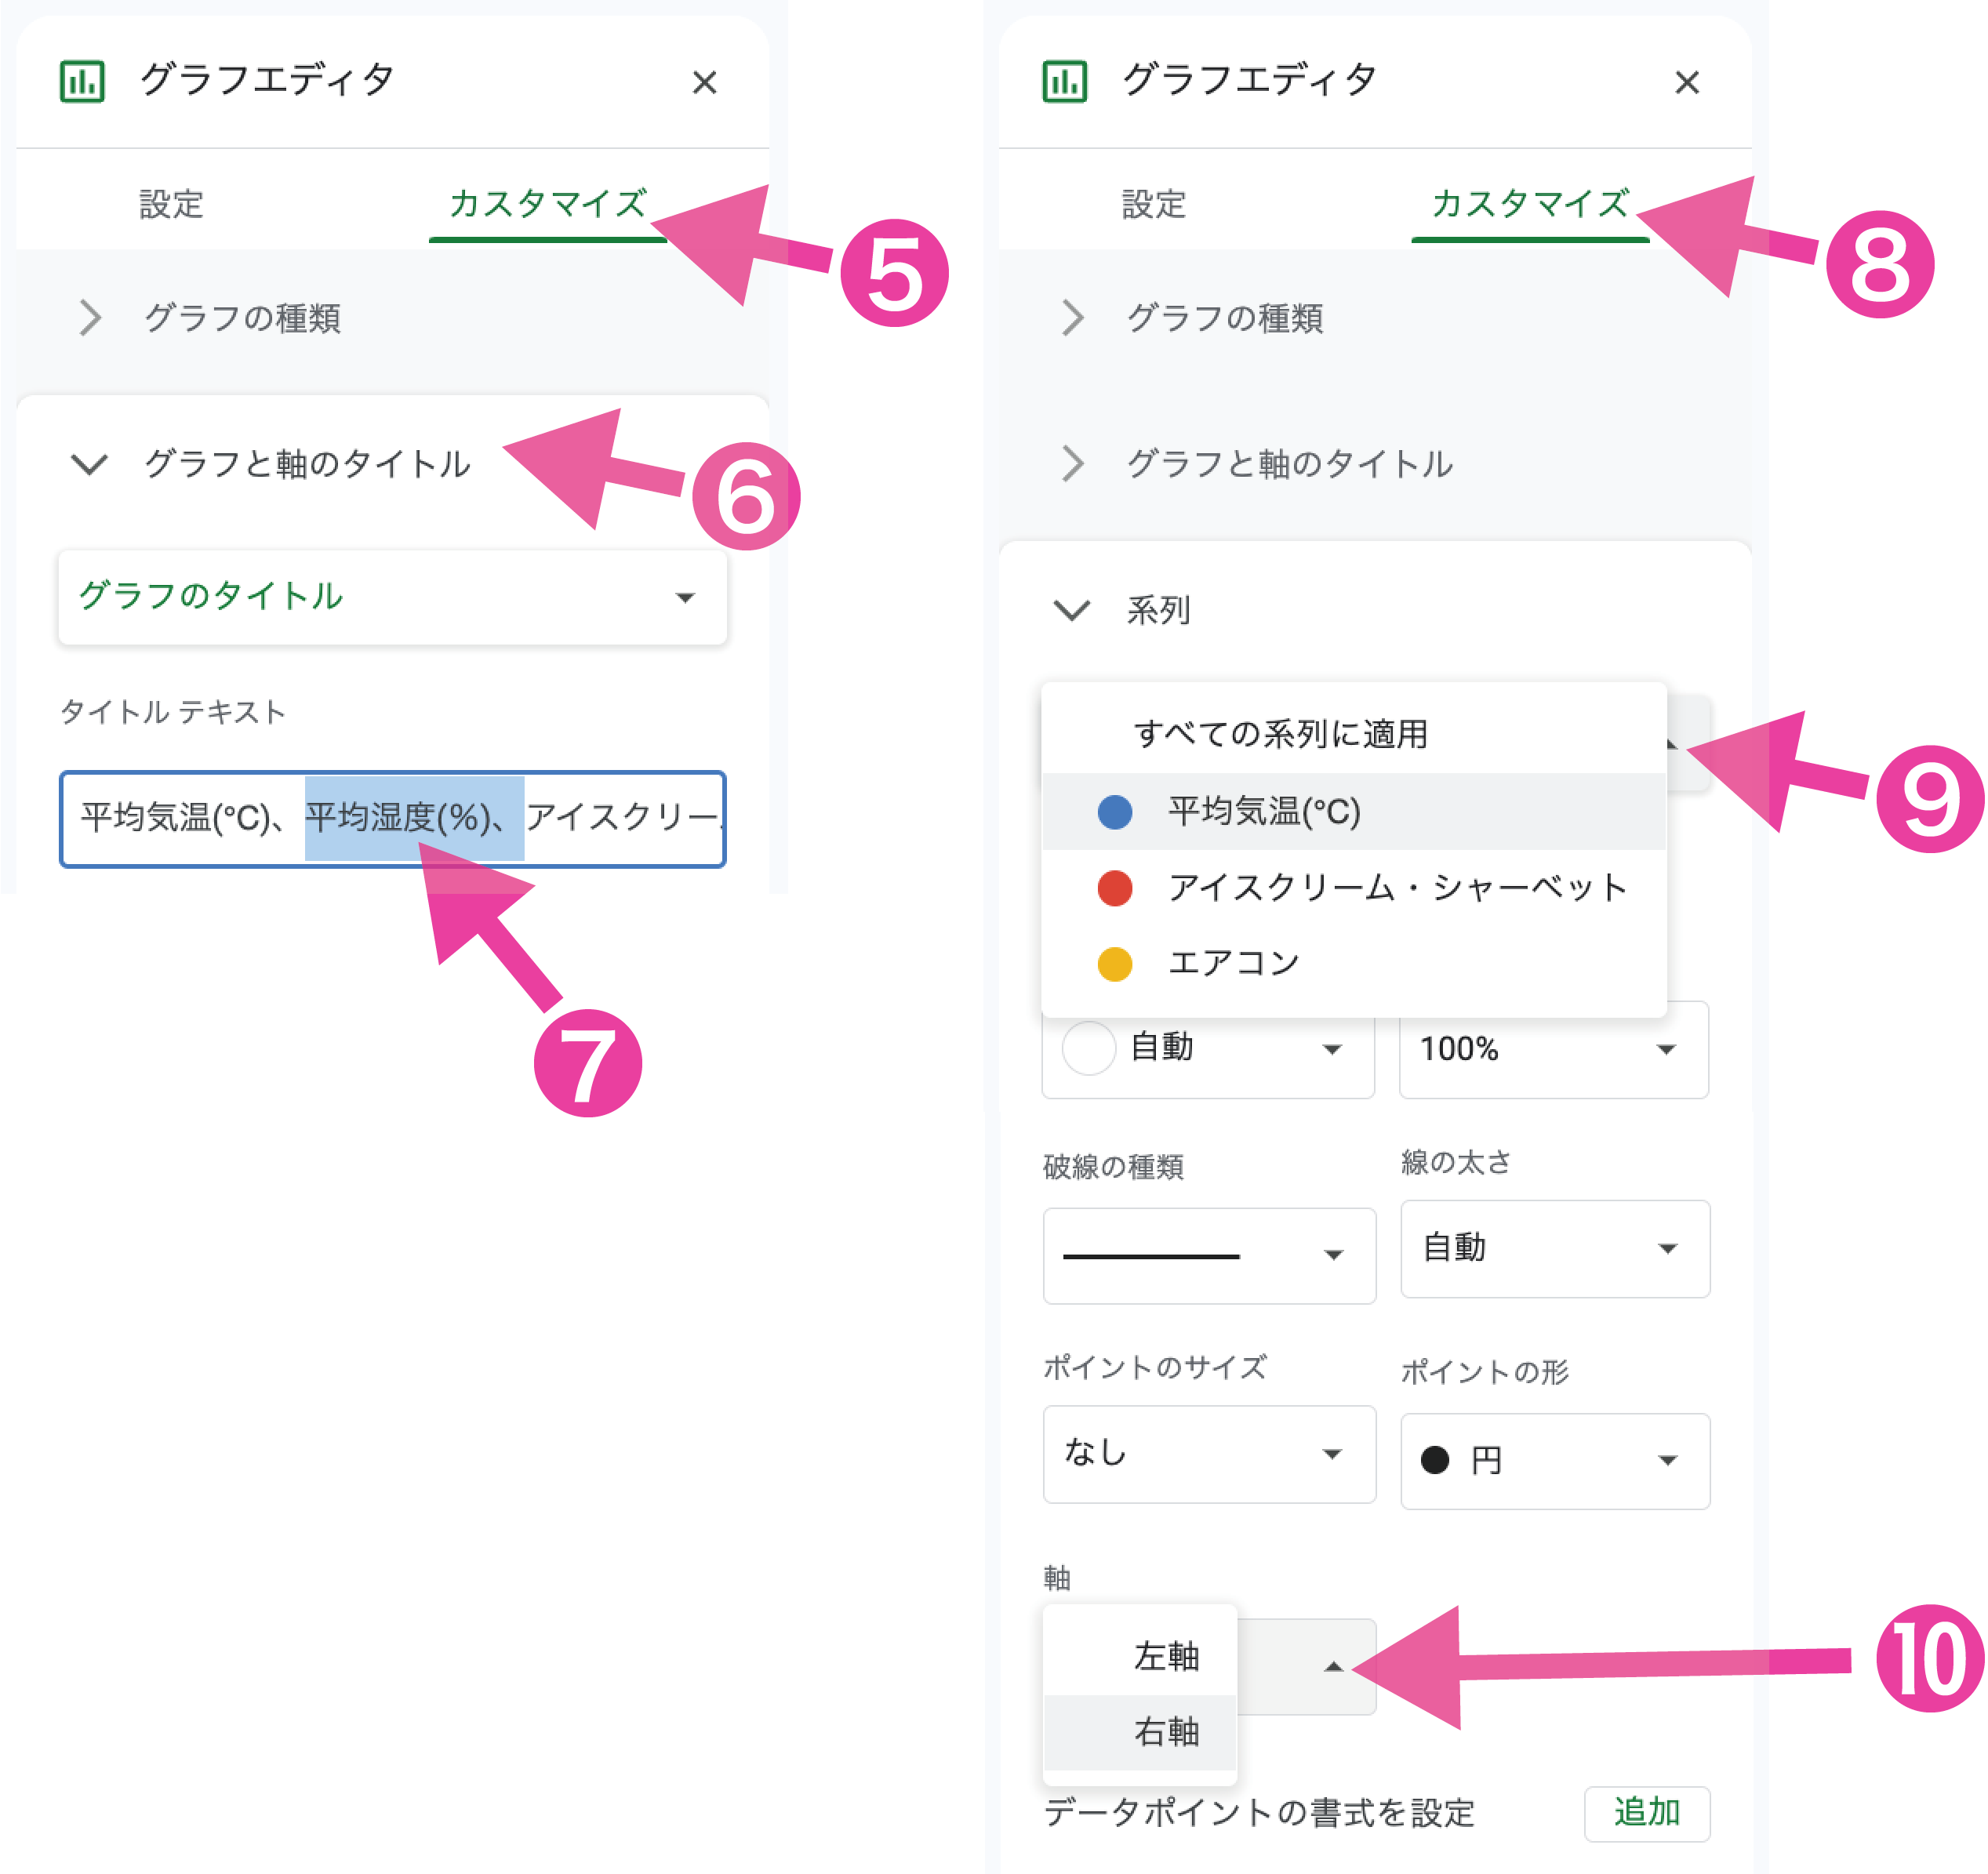 グラフエディタ
設定 カスタマイズ
5
グラフの種類
グラフと軸のタイトル
6
グラフのタイトル
タイトル テキスト
平均気温(℃)、平均湿度(%)、アイスクリー
7
グラフエディタ
設定 カスタマイズ
8
グラフの種類
グラフと軸のタイトル
系列
すべての系列に適用
9
平均気温(℃)
アイスクリーム・シャーベット
エアコン
自動 100%
破線の種類 線の太さ
自動
ポイントのサイズ ポイントの形
なし 円
軸
左軸
10
右軸
データポイントの書式を設定 追加